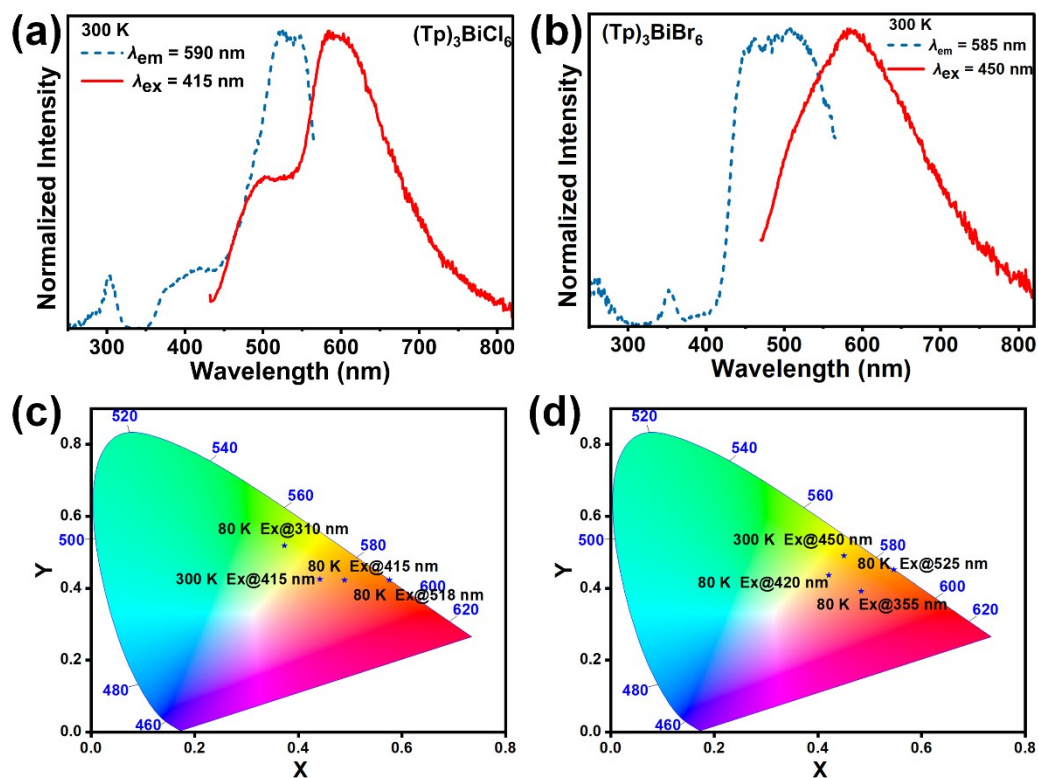 (a)
300 K
λem = 590 nm
λex = 415 nm
(Tp)3BiCl6
Normalized Intensity
300 400 500 600 700 800
Wavelength (nm)
(b)
(Tp)3BiBr6
300 K
λem = 585 nm
λex = 450 nm
Normalized Intensity
300 400 500 600 700 800
Wavelength (nm)
(c)
520
540
560
80 K Ex@310 nm
500
580
80 K Ex@415 nm
300 K Ex@415 nm
600
80 K Ex@518 nm
620
480
460
0.8
0.6
0.4
0.2
0.0
Y
0.0 0.2 0.4 0.6 0.8
X
(d)
520
540
560
300 K Ex@450 nm
500
580
80 K Ex@525 nm
80 K Ex@420 nm
600
80 K Ex@355 nm
620
480
460
0.8
0.6
0.4
0.2
0.0
Y
0.0 0.2 0.4 0.6 0.8
X